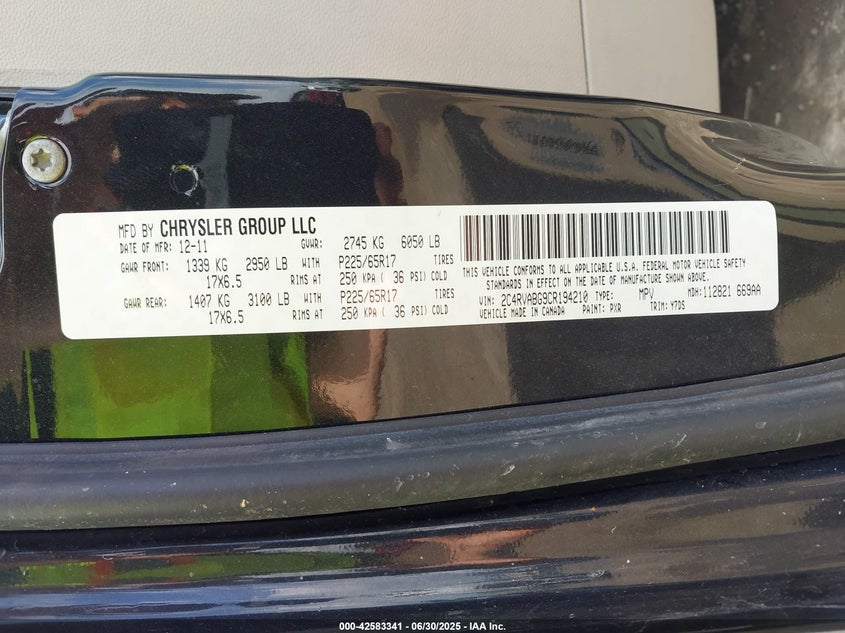 MFD BY CHRYSLER GROUP LLC
DATE OF MFR: 12-11 GVWR: 2745 KG 6050 LB
GAWR FRONT: 1339 KG 2950 LB WITH P225/65R17 TIRES
17X6.5 RIMS AT 250 KPA ( 36 PSI) COLD
GAWR REAR: 1407 KG 3100 LB WITH P225/65R17 TIRES
17X6.5 RIMS AT 250 KPA ( 36 PSI) COLD
THIS VEHICLE CONFORMS TO ALL APPLICABLE U.S.A. FEDERAL MOTOR VEHICLE SAFETY
STANDARDS IN EFFECT ON THE DATE OF MANUFACTURE SHOWN ABOVE.
VIN: 2C4RVABG9CR194210 TYPE: MPV MDH: 112821 669AA
VEHICLE MADE IN CANADA PAINT: PXR TRIM: Y7DS
000-42583341 / 06/30/2025 - IAA Inc.